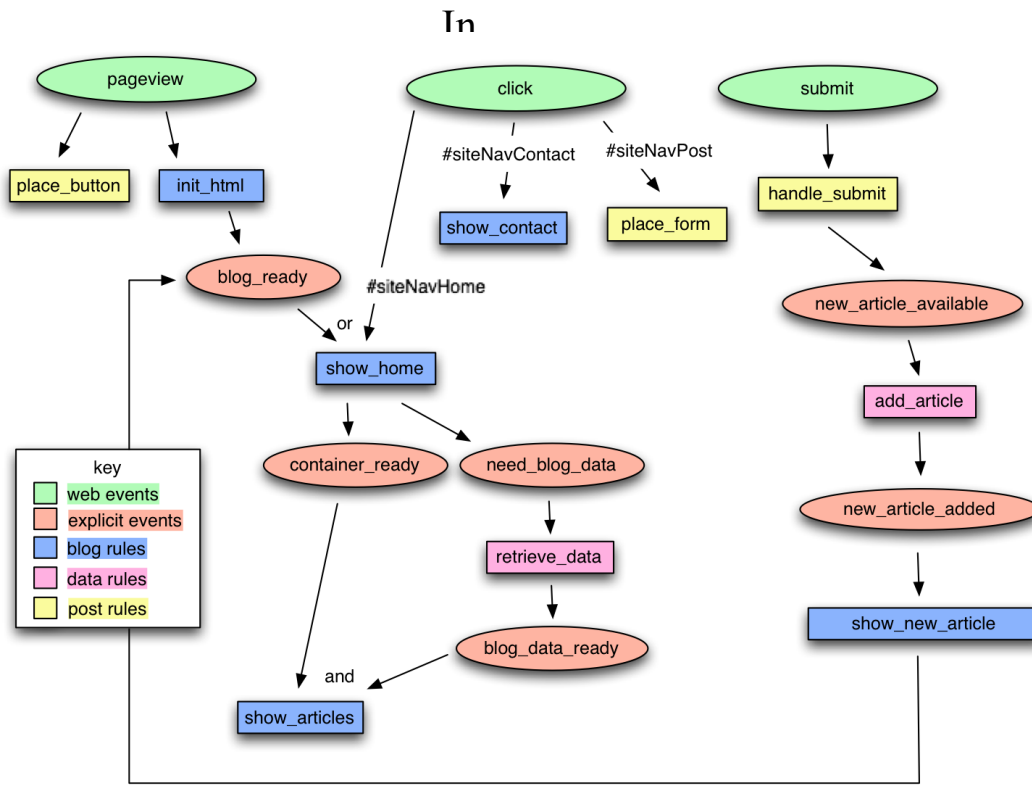 In
pageview
click
submit
place_button
init_html
#siteNavContact
#siteNavPost
handle_submit
show_contact
place_form
blog_ready
#siteNavHome
new_article_available
or
show_home
add_article
container_ready
need_blog_data
new_article_added
key
web events
explicit events
blog rules
data rules
post rules
retrieve_data
blog_data_ready
show_new_article
and
show_articles